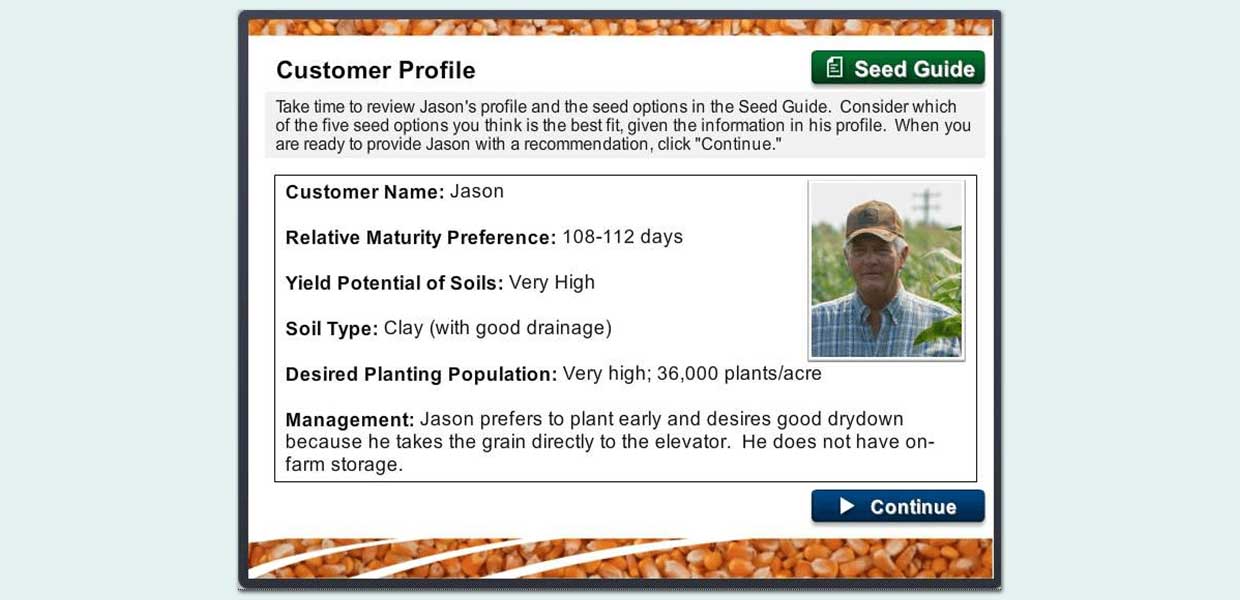 Customer Profile
Seed Guide
Take time to review Jason's profile and the seed options in the Seed Guide.  Consider which
of the five seed options you think is the best fit, given the information in his profile.  When you
are ready to provide Jason with a recommendation, click "Continue."
Customer Name: Jason
Relative Maturity Preference: 108-112 days
Yield Potential of Soils: Very High
Soil Type: Clay (with good drainage)
Desired Planting Population: Very high; 36,000 plants/acre
Management: Jason prefers to plant early and desires good drydown
because he takes the grain directly to the elevator.  He does not have on-
farm storage.
Continue